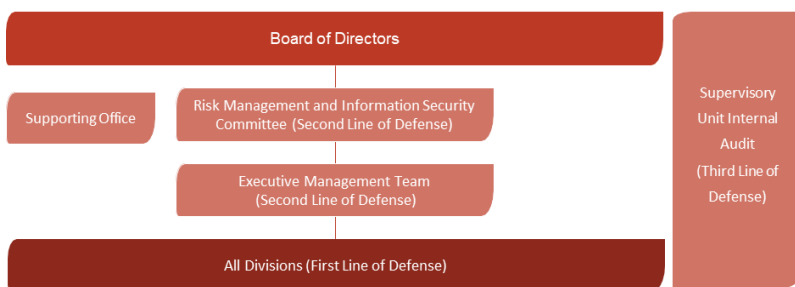 Board of Directors
Supporting Office
Risk Management and Information Security
Committee (Second Line of Defense)
Executive Management Team
(Second Line of Defense)
All Divisions (First Line of Defense)
Supervisory
Unit Internal
Audit
(Third Line of
Defense)